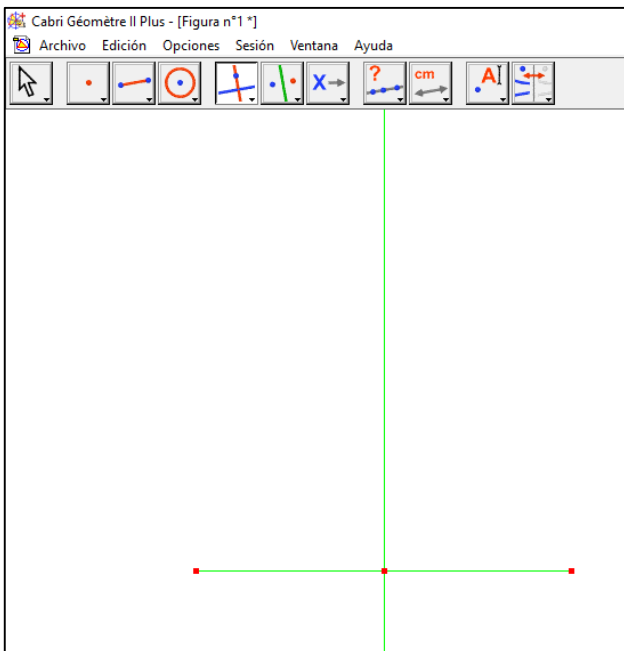 Cabri Géomètre II Plus - [Figura n°1 *]
Archivo Edición Opciones Sesión Ventana Ayuda
X ? cm A